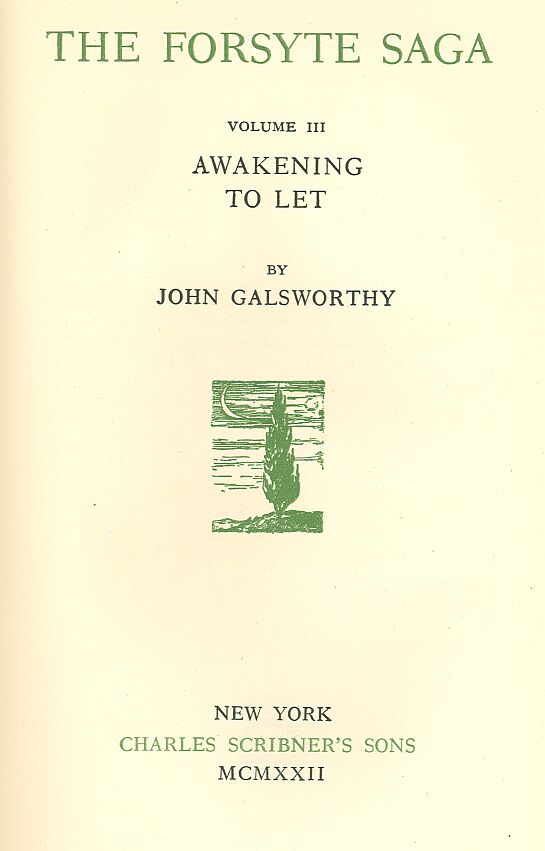 THE FORSYTE SAGA
VOLUME III
AWAKENING
TO LET
BY
JOHN GALSWORTHY
NEW YORK
CHARLES SCRIBNER'S SONS
MCMXXII